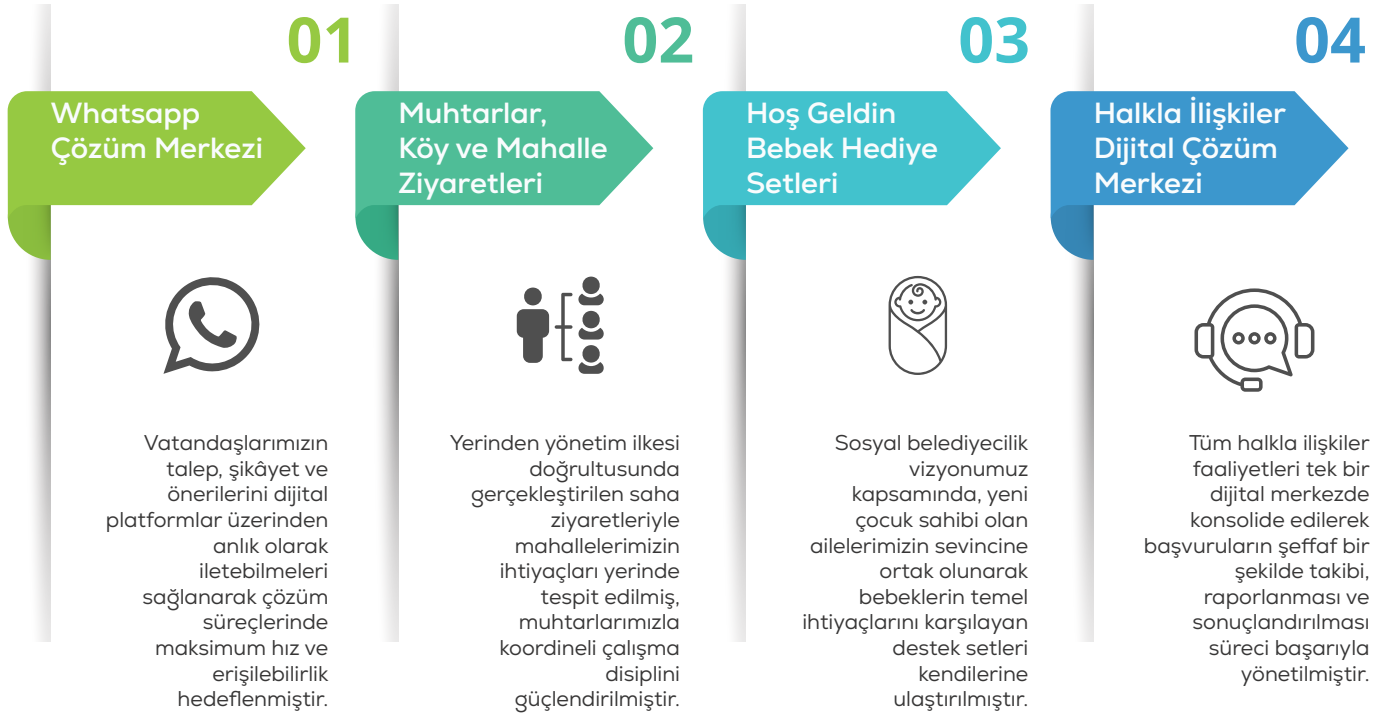 01
Whatsapp
Çözüm Merkezi
Vatandaşlarımızın
talep, şikâyet ve
önerilerini dijital
platformlar üzerinden
anlık olarak
iletebilmeleri
sağlanarak çözüm
süreçlerinde
maksimum hız ve
erişilebilirlik
hedeflenmiştir.
02
Muhtarlar,
Köy ve Mahalle
Ziyaretleri
Yerinden yönetim ilkesi
doğrultusunda
gerçekleştirilen saha
ziyaretleriyle
mahallelerimizin
ihtiyaçları yerinde
tespit edilmiş,
muhtarlarımızla
koordineli çalışma
disiplini
güçlendirilmiştir.
03
Hoş Geldin
Bebek Hediye
Setleri
Sosyal belediyecilik
vizyonumuz
kapsamında, yeni
çocuk sahibi olan
ailelerimizin sevincine
ortak olunarak
bebeklerin temel
ihtiyaçlarını karşılayan
destek setleri
kendilerine
ulaştırılmıştır.
04
Halkla İlişkiler
Dijital Çözüm
Merkezi
Tüm halkla ilişkiler
faaliyetleri tek bir
dijital merkezde
konsolide edilerek
başvuruların şeffaf bir
şekilde takibi,
raporlanması ve
sonuçlandırılması
süreci başarıyla
yönetilmiştir.